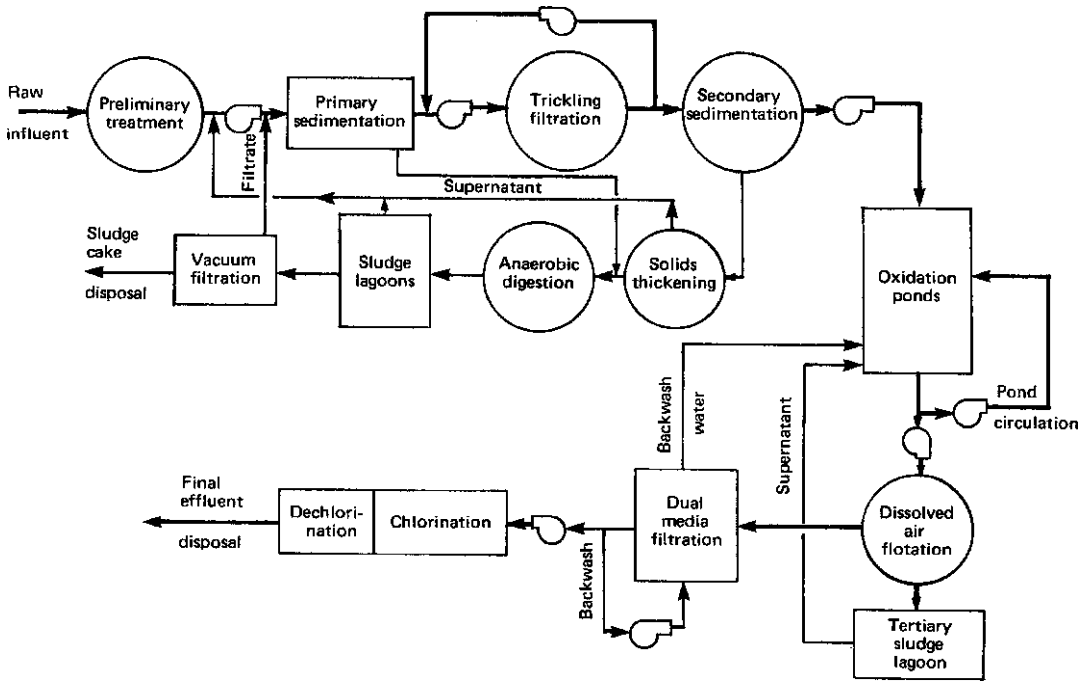 Raw
influent
Preliminary
treatment
Filtrate
Primary
sedimentation
Trickling
filtration
Secondary
sedimentation
Supernatant
Sludge
cake
disposal
Vacuum
filtration
Sludge
lagoons
Anaerobic
digestion
Solids
thickening
Oxidation
ponds
Pond
circulation
Backwash
water
Supernatant
Final
effluent
disposal
Dechlori-
nation
Chlorination
Backwash
Dual
media
filtration
Dissolved
air
flotation
Tertiary
sludge
lagoon